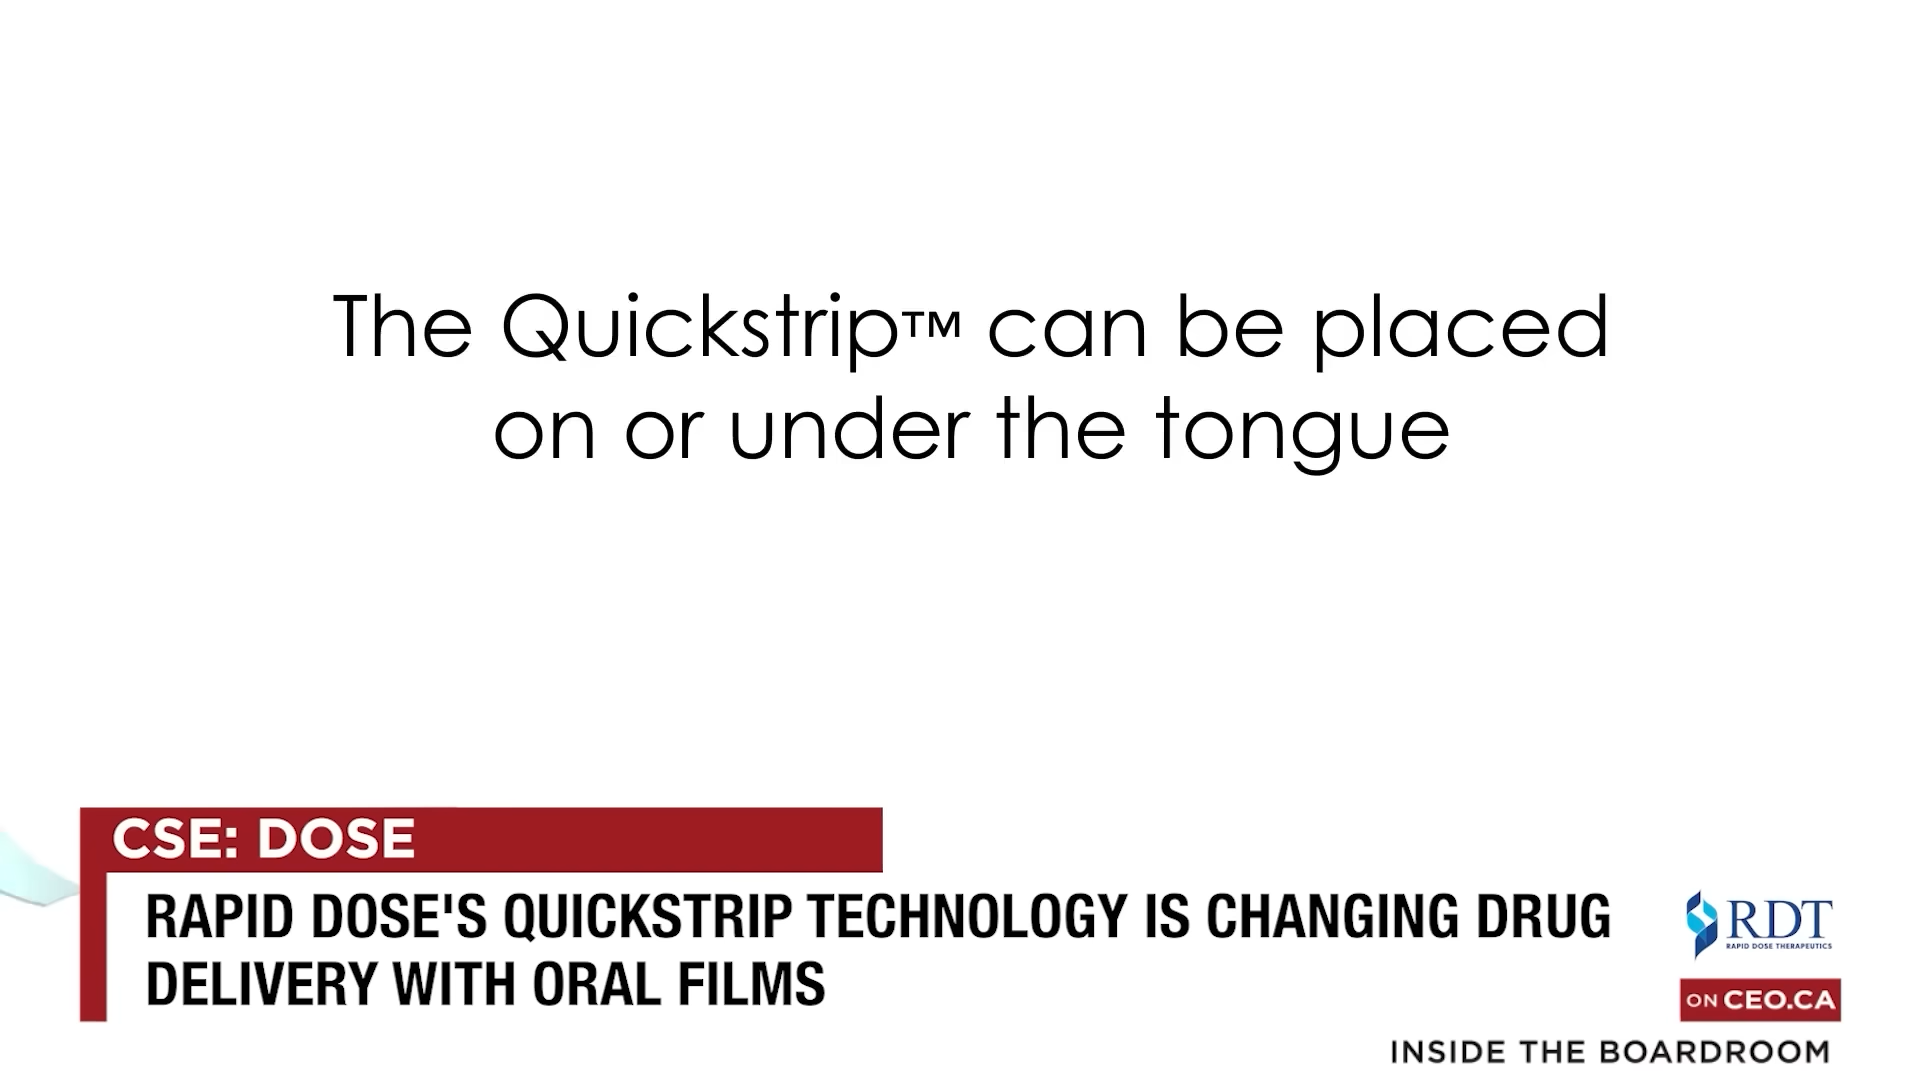 The Quickstrip™ can be placed
on or under the tongue
CSE: DOSE
RAPID DOSE'S QUICKSTRIP TECHNOLOGY IS CHANGING DRUG
DELIVERY WITH ORAL FILMS
RDT
RAPID DOSE THERAPEUTICS
ON CEO.CA
INSIDE THE BOARDROOM